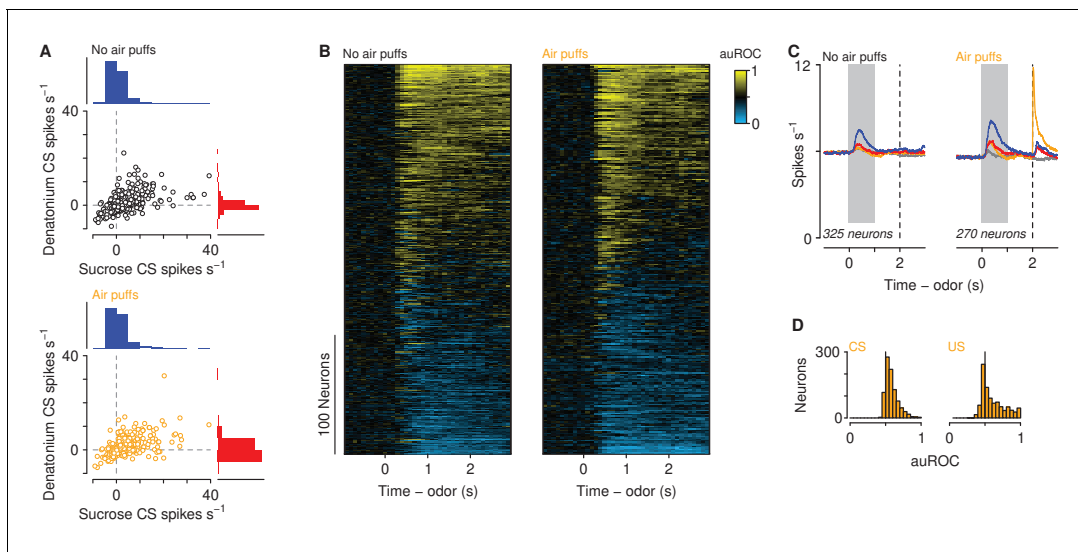 A
No air puffs
40
0
Denatonium CS spikes s⁻¹
0
40
Sucrose CS spikes s⁻¹
Air puffs
40
0
Denatonium CS spikes s⁻¹
0
40
Sucrose CS spikes s⁻¹
B
No air puffs
Air puffs
auROC
1
0
100 Neurons
0
1
2
Time – odor (s)
0
1
2
Time – odor (s)
C
No air puffs
Air puffs
12
0
Spikes s⁻¹
325 neurons
270 neurons
0
2
0
2
Time – odor (s)
D
CS
US
300
0
Neurons
0
1
0
1
auROC